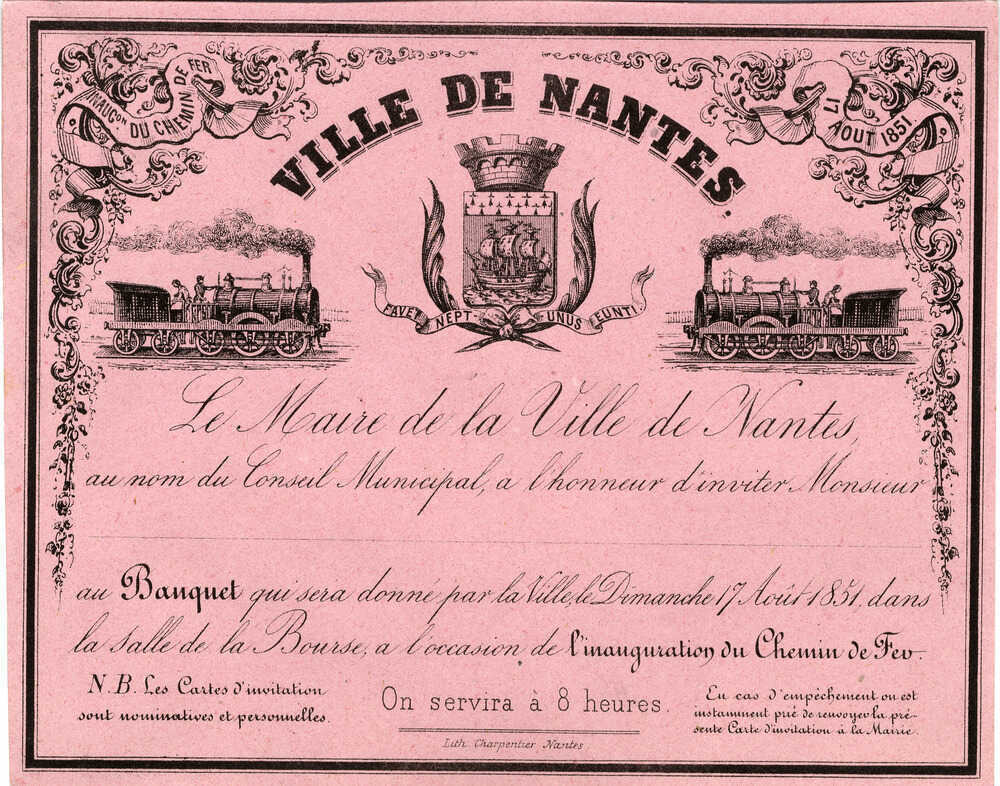 INAUG.on DU CHEMIN DE FER
VILLE DE NANTES.
17 AOUT 1851
FAVET NEPTUNUS EUNTI
Le Maire de la Ville de Nantes,
au nom du Conseil Municipal, a l'honneur d'inviter Monsieur
au Banquet qui sera donné par la Ville, le Dimanche 17 Août 1851, dans
la Salle de la Bourse, a l'occasion de l'inauguration du Chemin de Fer.
N.B. Les Cartes d'invitation
sont nominatives et personnelles.
On servira à 8 heures.
En cas d'empêchement on est
instamment prié de renvoyer la pré-
sente Carte d'invitation à la Mairie.
Lith. Charpentier Nantes